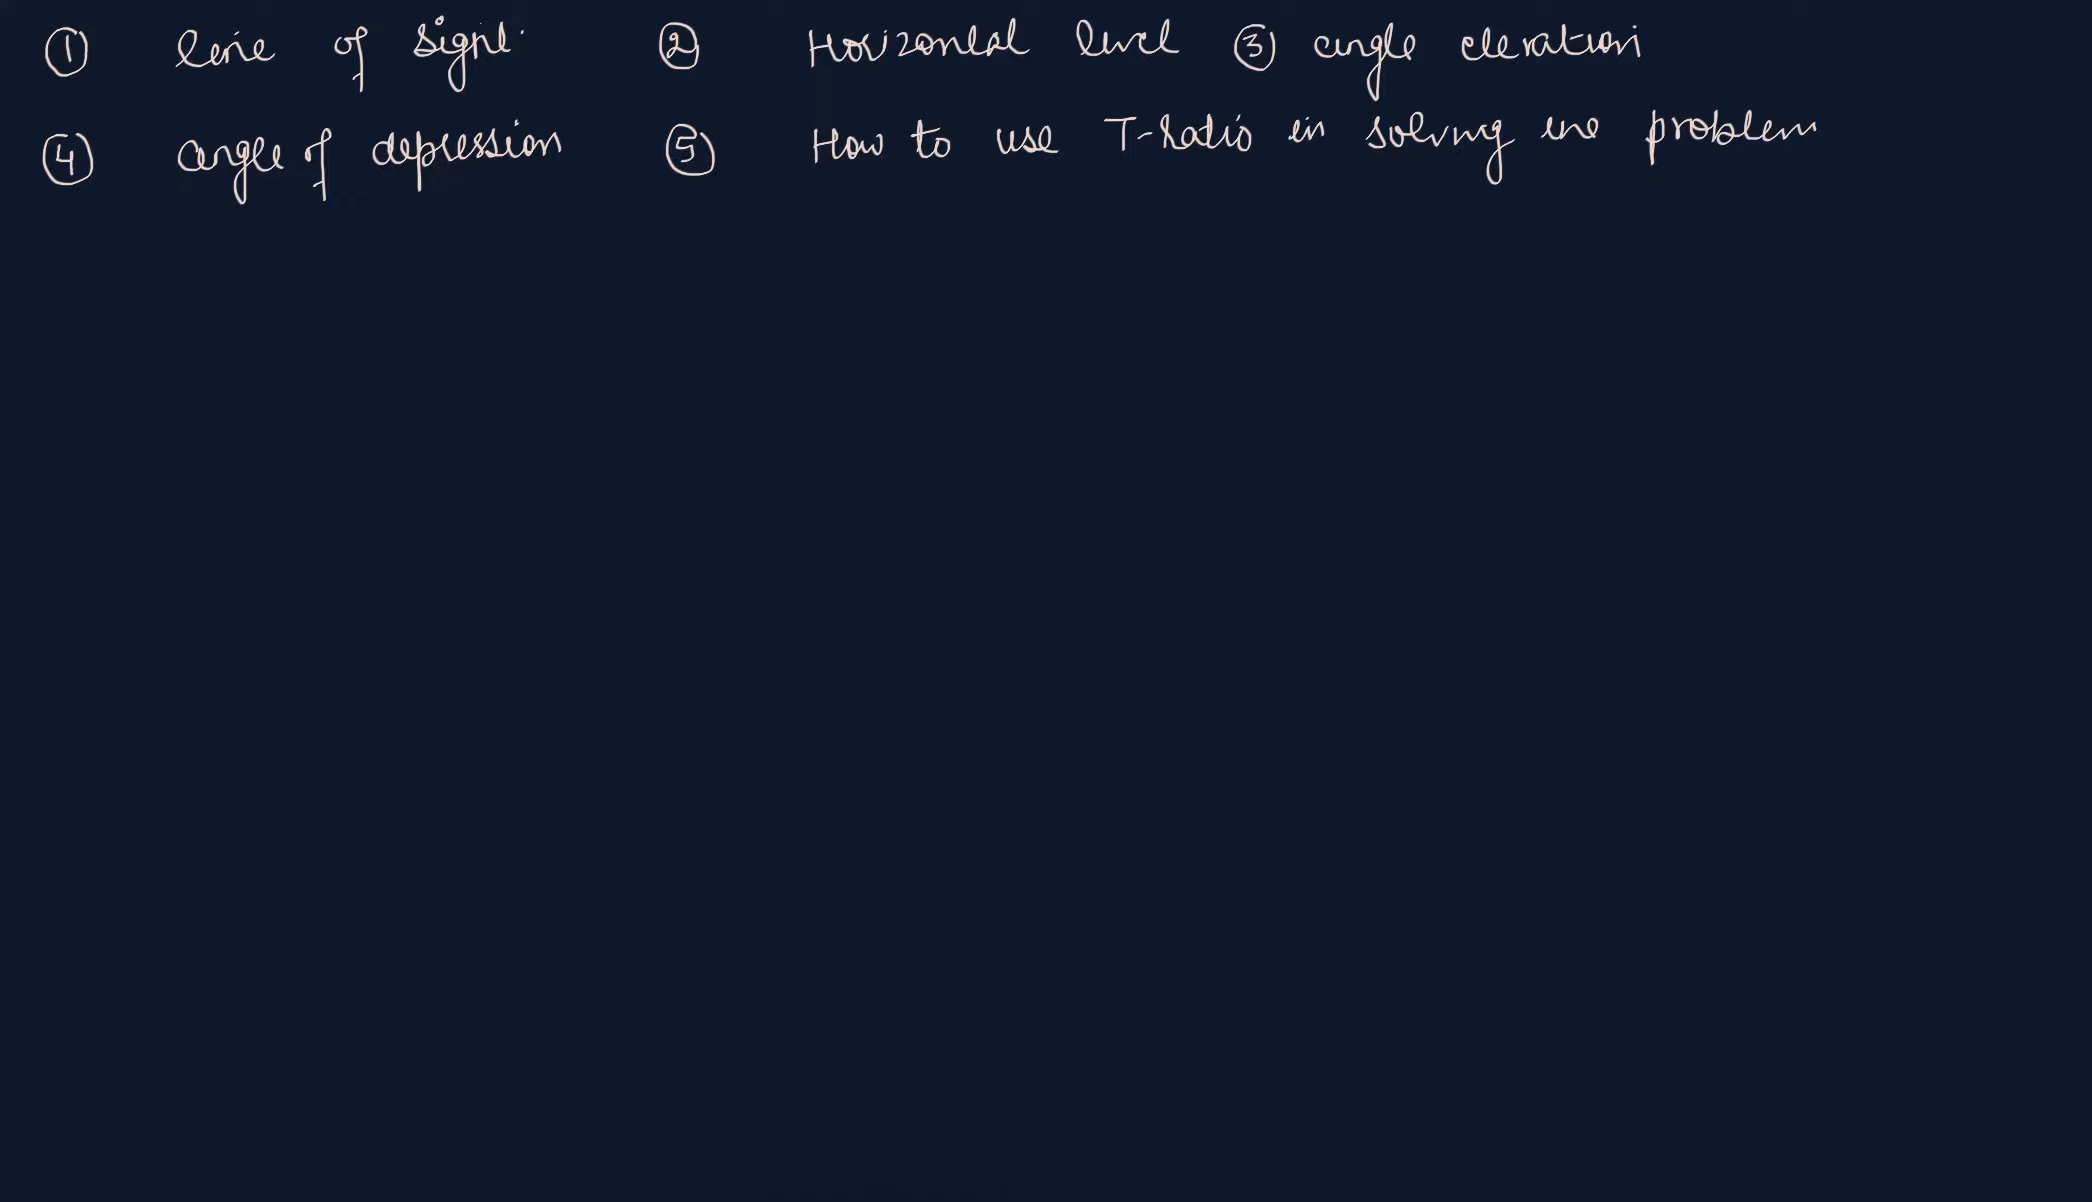 ① line of sight. ② Horizontal level ③ angle elevation
④ angle of depression ⑤ How to use T-Ratio in solving the problem